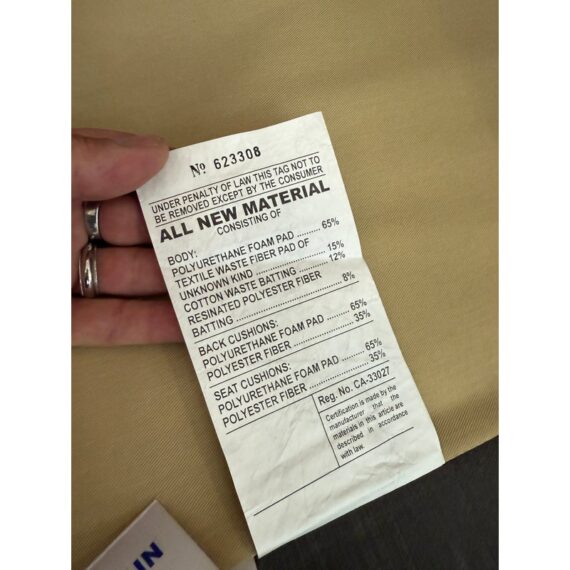 Nº 623308
UNDER PENALTY OF LAW THIS TAG NOT TO
BE REMOVED EXCEPT BY THE CONSUMER
ALL NEW MATERIAL
CONSISTING OF
BODY:
POLYURETHANE FOAM PAD .......... 65%
TEXTILE WASTE FIBER PAD OF
UNKNOWN KIND ........................ 15%
COTTON WASTE BATTING .......... 12%
RESINATED POLYESTER FIBER
BATTING ................................ 8%
BACK CUSHIONS:
POLYURETHANE FOAM PAD .......... 65%
POLYESTER FIBER ...................... 35%
SEAT CUSHIONS:
POLYURETHANE FOAM PAD .......... 65%
POLYESTER FIBER ...................... 35%
Reg. No. CA-33027
Certification is made by the
manufacturer that the
materials in this article are
described in accordance
with law.